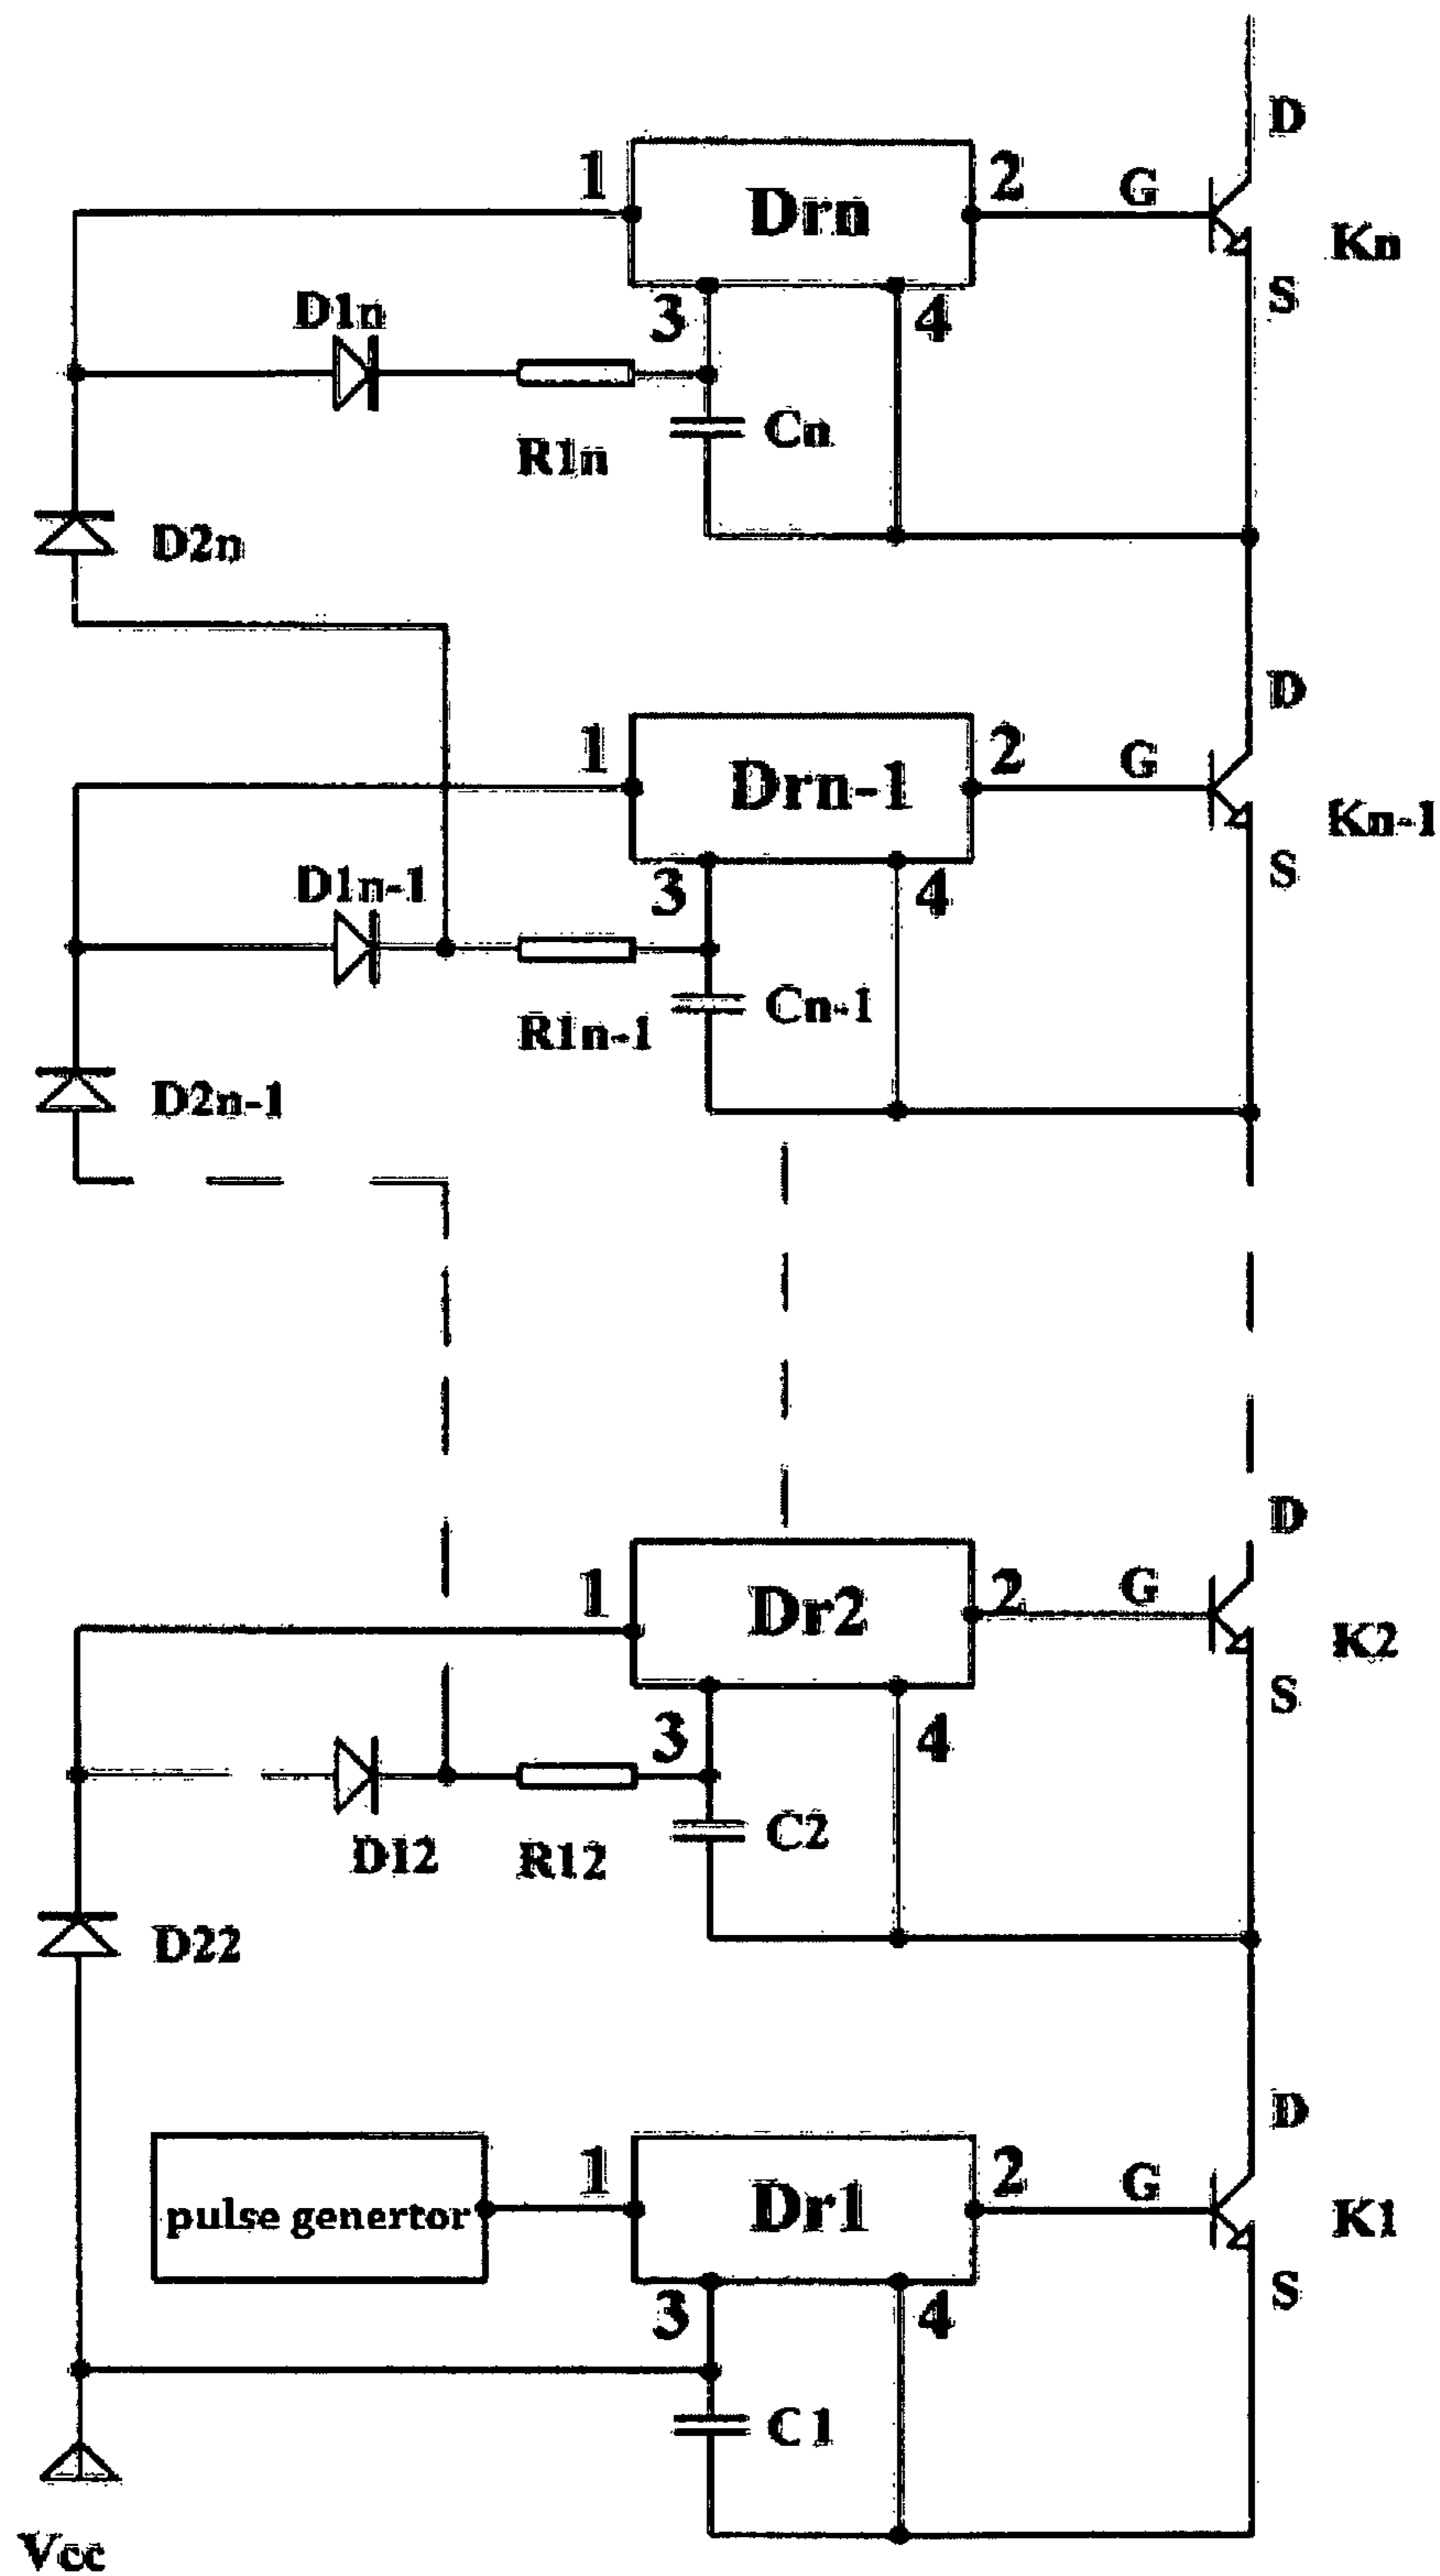 D
1
Drn
2
G
Kn
S
D1n
3
4
R1n
Cn
D2n
D
1
Drn-1
2
G
Kn-1
S
D1n-1
3
4
R1n-1
Cn-1
D2n-1
D
1
Dr2
2
G
K2
S
3
4
D12
R12
C2
D22
D
pulse genertor
1
Dr1
2
G
K1
S
3
4
C1
Vcc